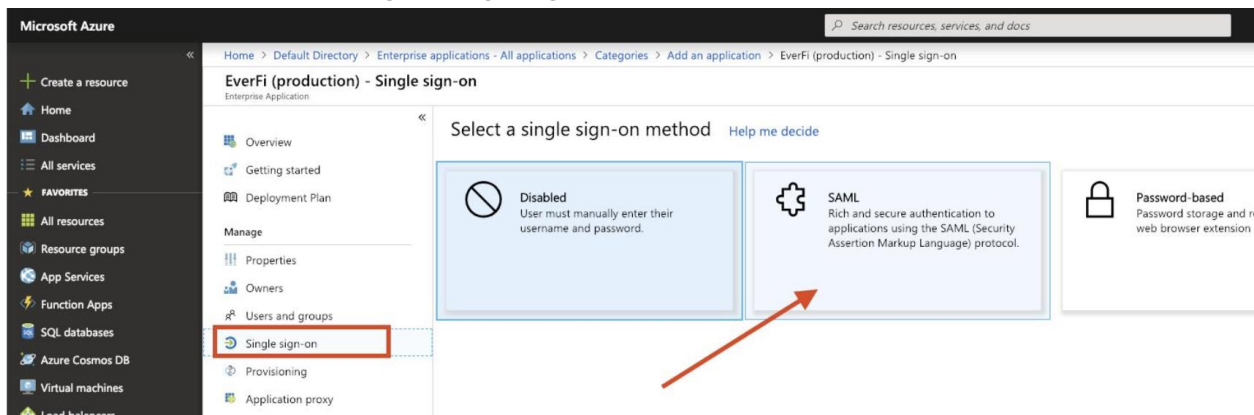 Microsoft Azure
Search resources, services, and docs
«
Home > Default Directory > Enterprise applications - All applications > Categories > Add an application > EverFi (production) - Single sign-on
EverFi (production) - Single sign-on
Enterprise Application
Create a resource
Home
Dashboard
All services
FAVORITES
All resources
Resource groups
App Services
Function Apps
SQL databases
Azure Cosmos DB
Virtual machines
«
Overview
Getting started
Deployment Plan
Manage
Properties
Owners
Users and groups
Single sign-on
Provisioning
Application proxy
Select a single sign-on method Help me decide
Disabled
User must manually enter their
username and password.
SAML
Rich and secure authentication to
applications using the SAML (Security
Assertion Markup Language) protocol.
Password-based
Password storage and
web browser extension